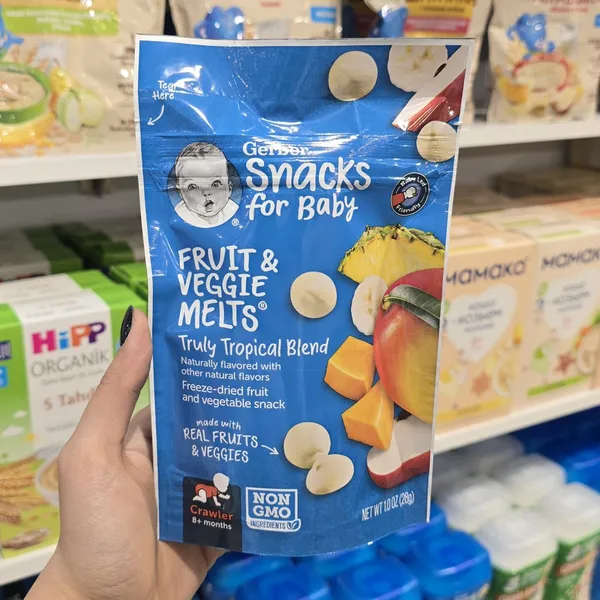 Tear
Here
Gerber
Snacks
for Baby
®
FRUIT &
VEGGIE
MELTS®
Truly Tropical Blend
Naturally flavored with
other natural flavors
Freeze-dried fruit
and vegetable snack
made with
REAL FRUITS
& VEGGIES
Crawler
8+ months
NON
GMO
INGREDIENTS
NET WT 1.0 OZ (28g)
HiPP
ORGANIK
5 Tahıl
МАМАКО
МАМАКО